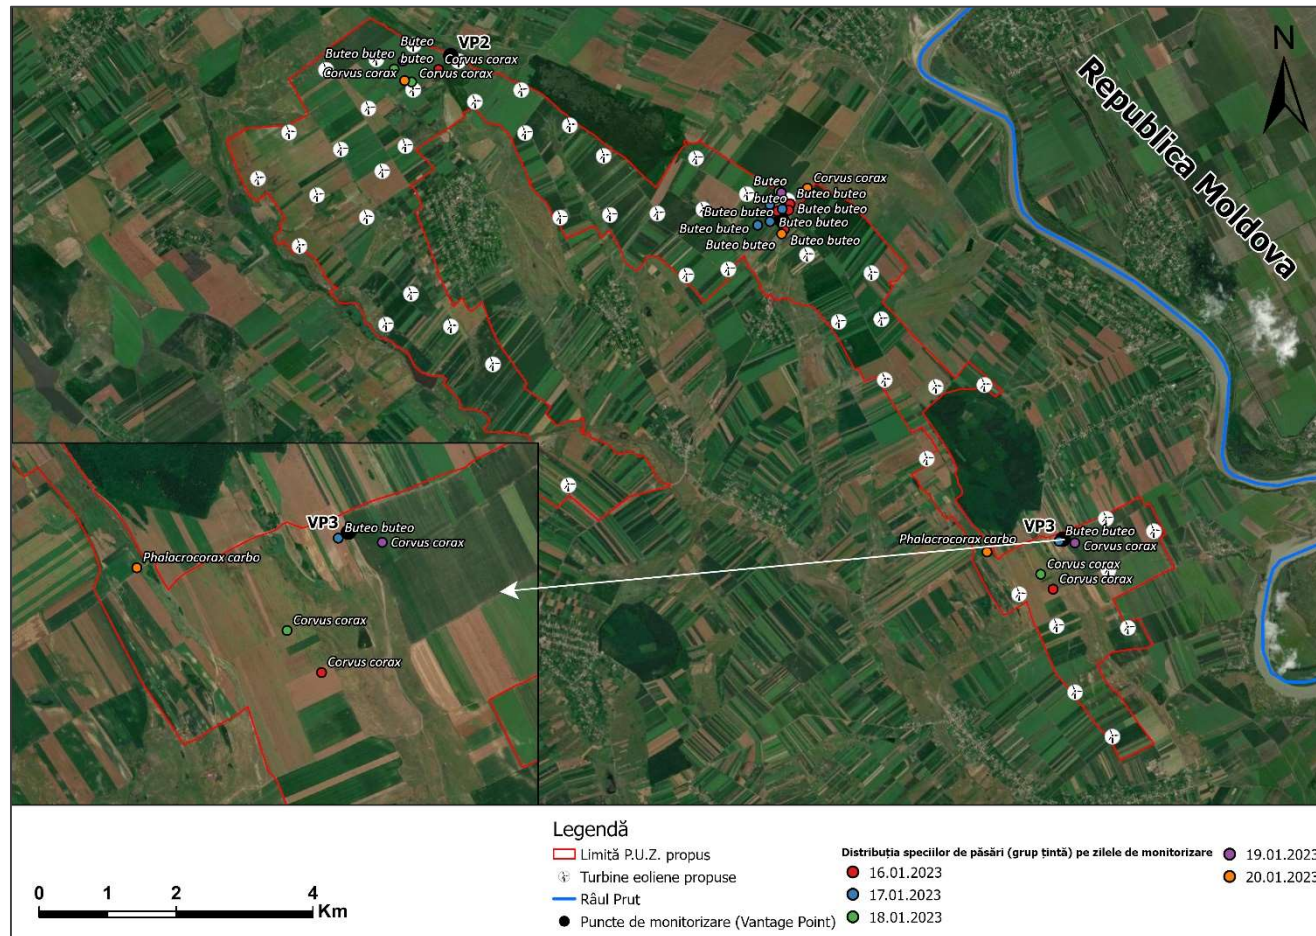 Buteo
VP2
Buteo buteo
buteo
Corvus corax
Corvus corax
Corvus corax
N
Republica Moldova
Buteo
Corvus corax
buteo
Buteo buteo
Buteo buteo
Buteo buteo
Buteo buteo
Buteo buteo
Buteo buteo
Buteo buteo
VP3
Buteo buteo
Phalacrocorax carbo
Corvus corax
Corvus corax
Corvus corax
VP3
Buteo buteo
Corvus corax
Phalacrocorax carbo
Corvus corax
Corvus corax
0 1 2 4
Km
Legendă
Limită P.U.Z. propus
Turbine eoliene propuse
Râul Prut
Puncte de monitorizare (Vantage Point)
Distribuția speciilor de păsări (grup țintă) pe zilele de monitorizare
16.01.2023
17.01.2023
18.01.2023
19.01.2023
20.01.2023